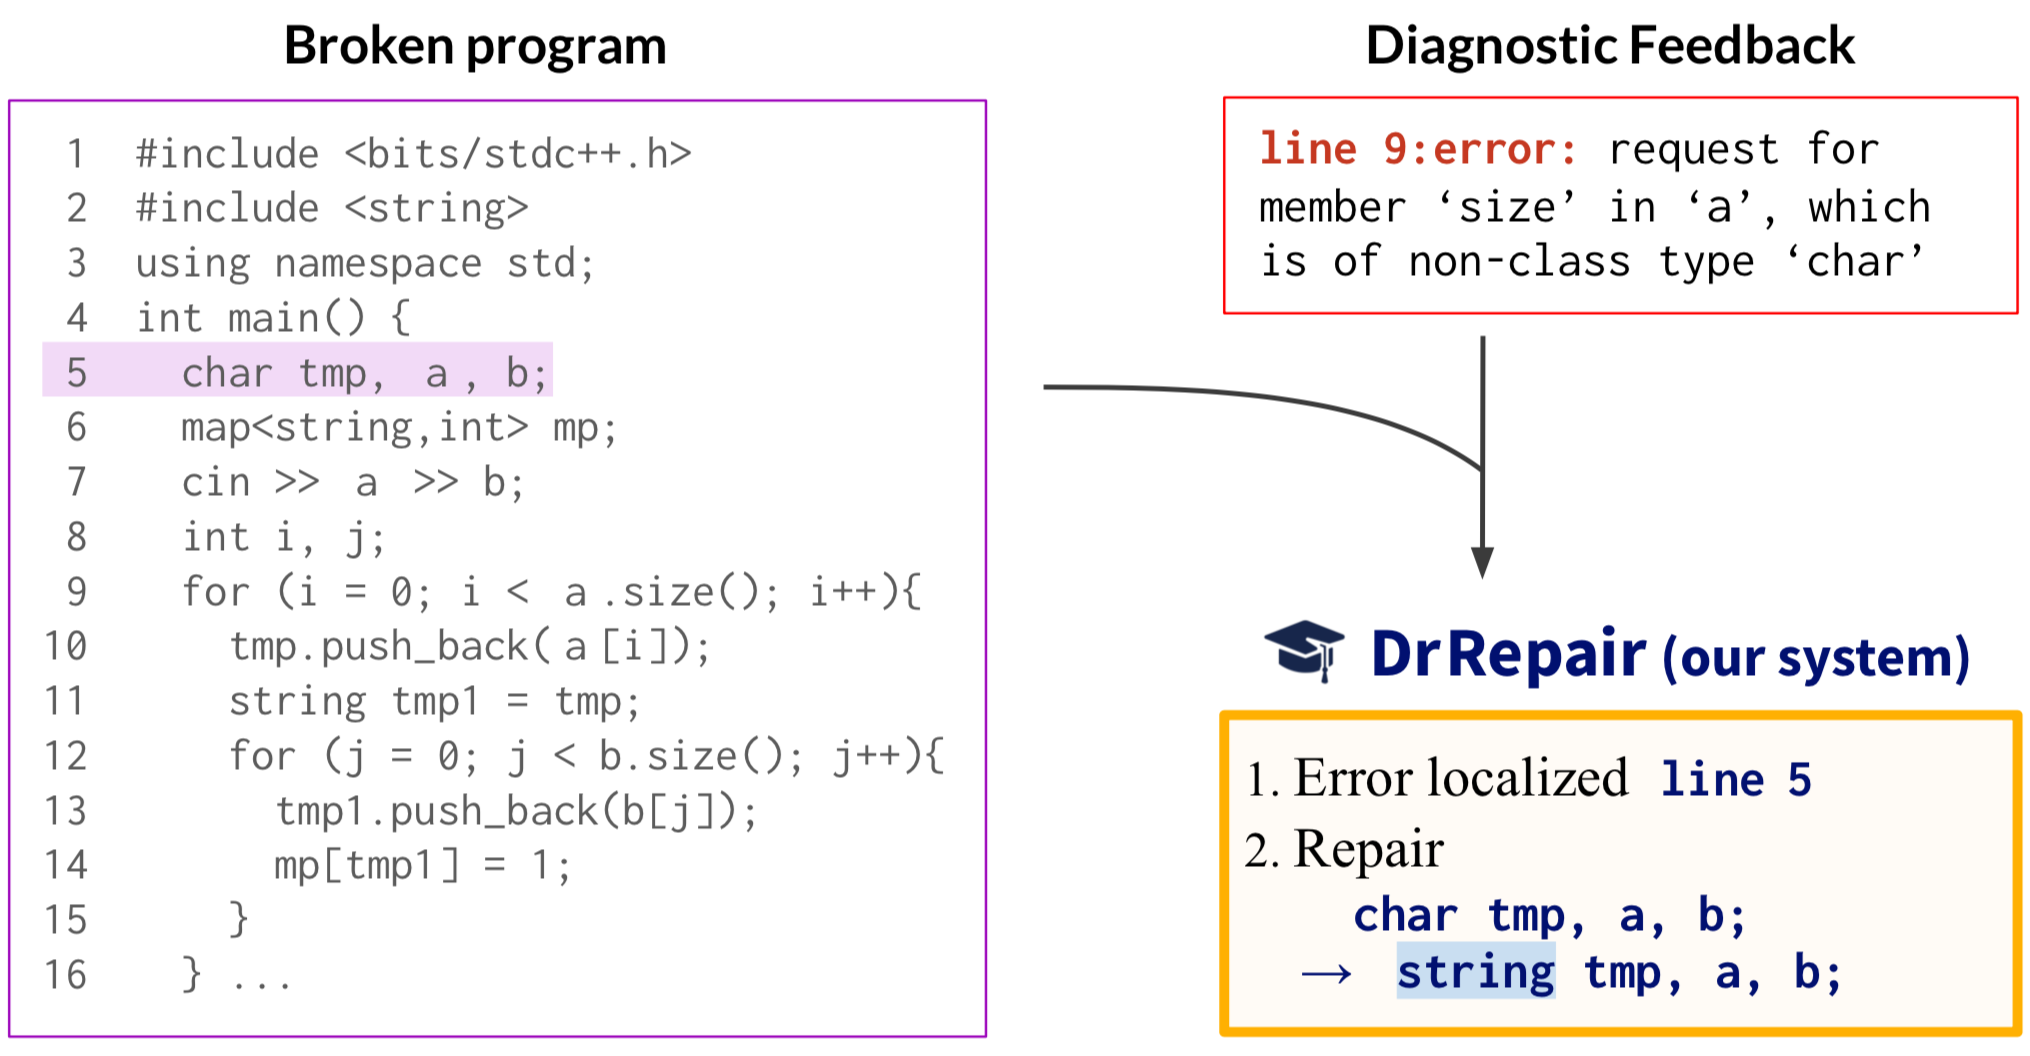 Broken program
1 #include <bits/stdc++.h>
2 #include <string>
3 using namespace std;
4 int main() {
5 char tmp, a , b;
6 map<string,int> mp;
7 cin >> a >> b;
8 int i, j;
9 for (i = 0; i < a .size(); i++){
10 tmp.push_back( a [i]);
11 string tmp1 = tmp;
12 for (j = 0; j < b.size(); j++){
13 tmp1.push_back(b[j]);
14 mp[tmp1] = 1;
15 }
16 } ...
Diagnostic Feedback
line 9:error: request for
member ‘size’ in ‘a’, which
is of non-class type ‘char’
DrRepair (our system)
1. Error localized line 5
2. Repair
char tmp, a, b;
→ string tmp, a, b;